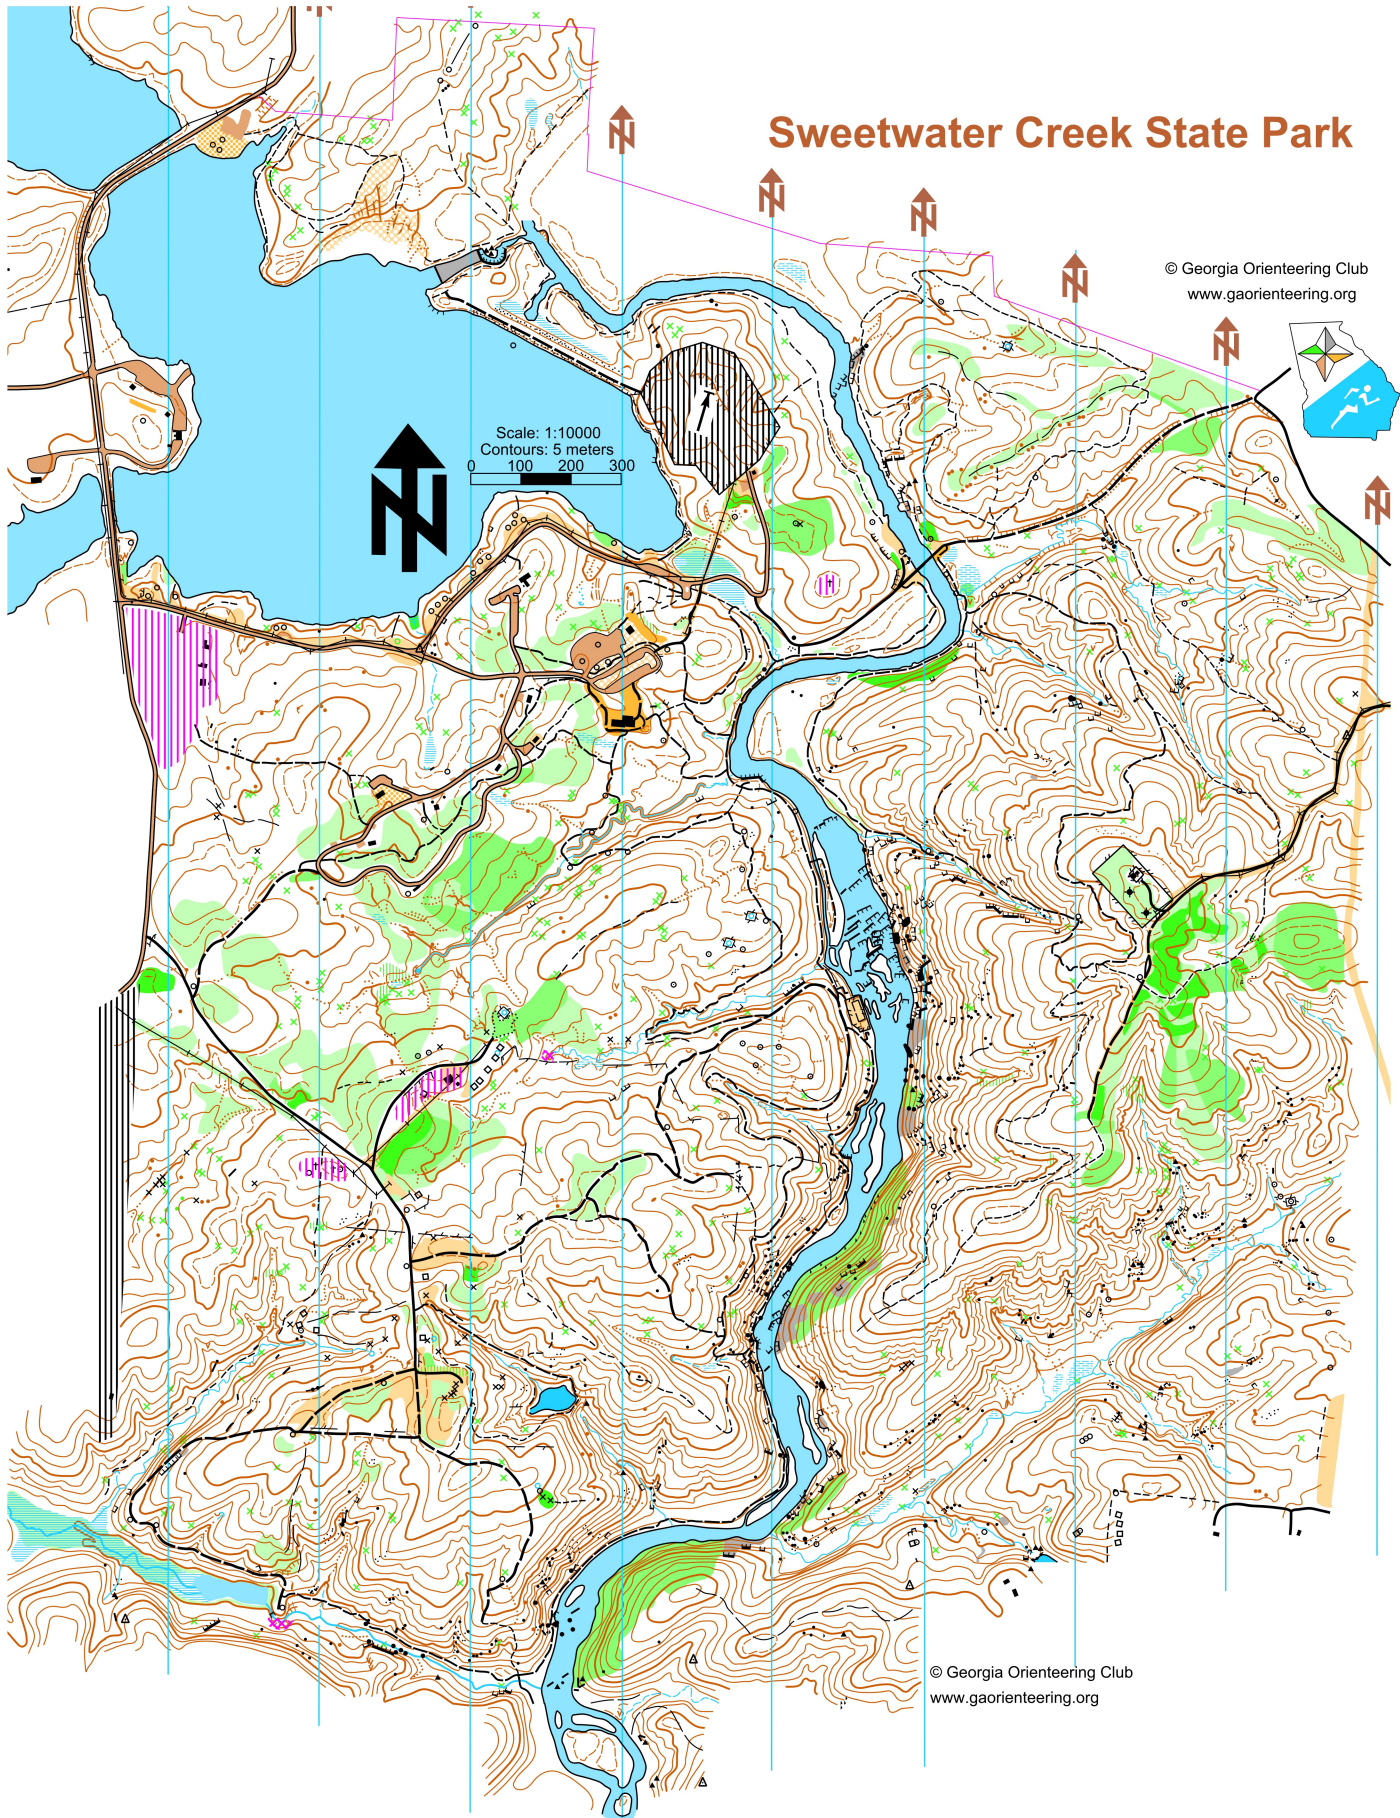 Sweetwater Creek State Park
© Georgia Orienteering Club
www.gaorienteering.org
Scale: 1:10000
Contours: 5 meters
0 100 200 300
© Georgia Orienteering Club
www.gaorienteering.org